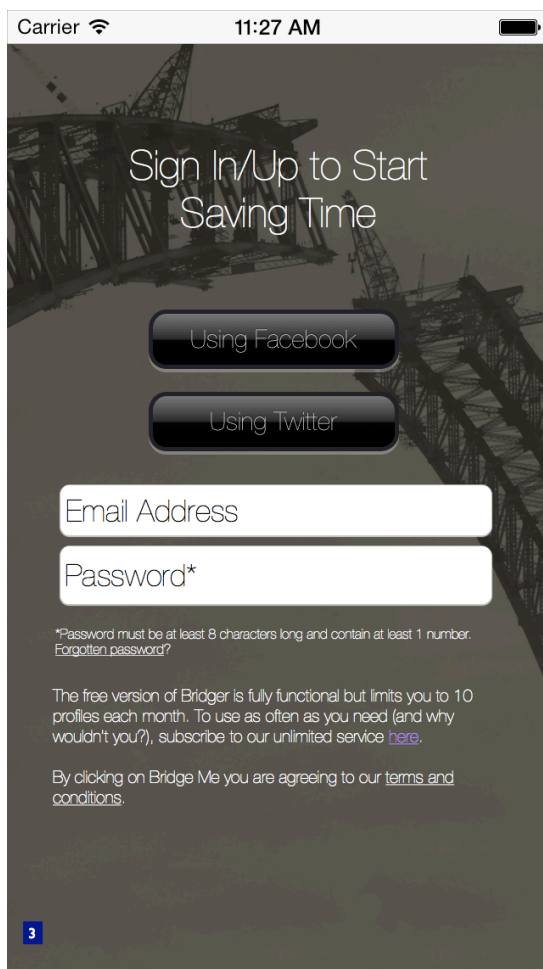 Carrier 11:27 AM
Sign In/Up to Start
Saving Time
Using Facebook
Using Twitter
Email Address
Password*
*Password must be at least 8 characters long and contain at least 1 number.
Forgotten password?
The free version of Bridger is fully functional but limits you to 10
profiles each month. To use as often as you need (and why
wouldn't you?), subscribe to our unlimited service here.
By clicking on Bridge Me you are agreeing to our terms and
conditions.
3